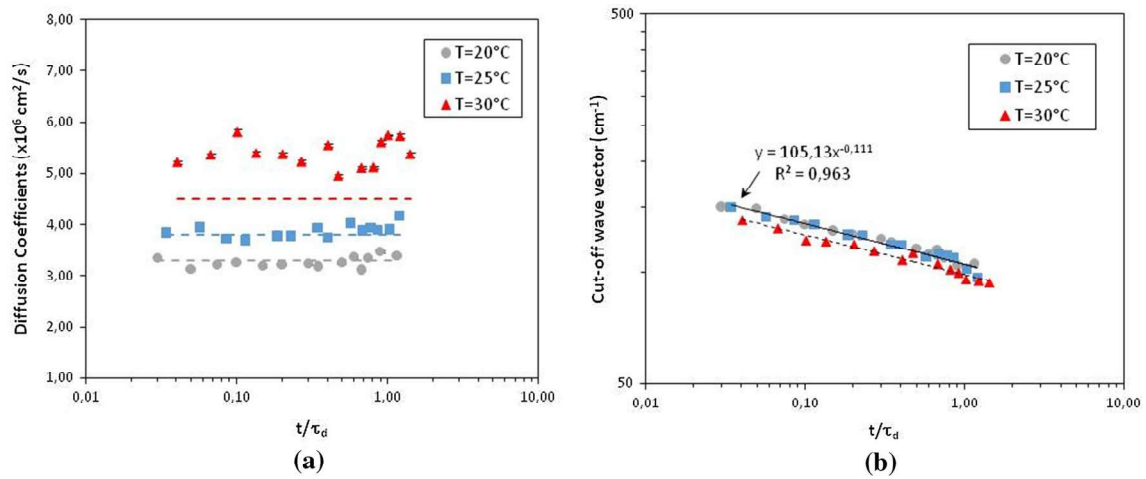 8,00
7,00
6,00
5,00
4,00
3,00
2,00
1,00
Diffusion Coefficients (x10⁶ cm²/s)
T=20°C
T=25°C
T=30°C
0,01
0,10
1,00
10,00
t/τd
(a)
500
50
Cut-off wave vector (cm⁻¹)
T=20°C
T=25°C
T=30°C
y = 105,13x⁻⁰,¹¹¹
R² = 0,963
0,01
0,10
1,00
10,00
t/τd
(b)